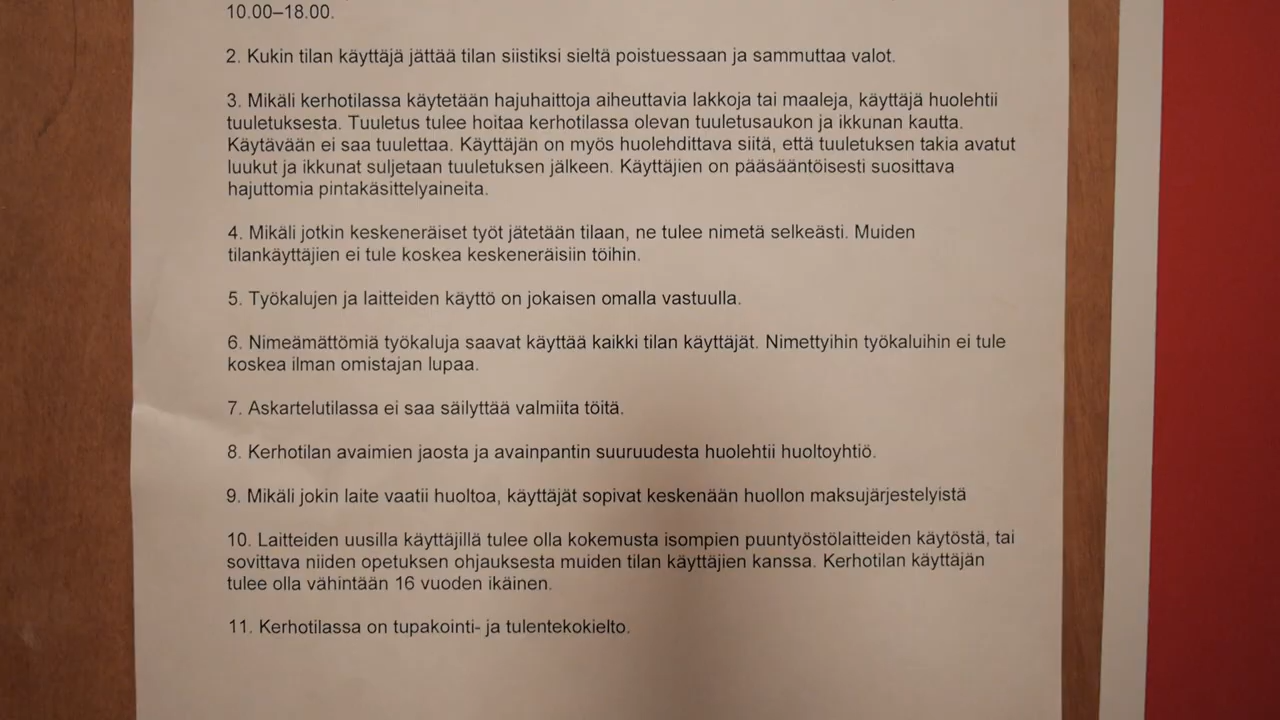 10.00–18.00.
2. Kukin tilan käyttäjä jättää tilan siistiksi sieltä poistuessaan ja sammuttaa valot.
3. Mikäli kerhotilassa käytetään hajuhaittoja aiheuttavia lakkoja tai maaleja, käyttäjä huolehtii
tuuletuksesta. Tuuletus tulee hoitaa kerhotilassa olevan tuuletusaukon ja ikkunan kautta.
Käytävään ei saa tuulettaa. Käyttäjän on myös huolehdittava siitä, että tuuletuksen takia avatut
luukut ja ikkunat suljetaan tuuletuksen jälkeen. Käyttäjien on pääsääntöisesti suosittava
hajuttomia pintakäsittelyaineita.
4. Mikäli jotkin keskeneräiset työt jätetään tilaan, ne tulee nimetä selkeästi. Muiden
tilankäyttäjien ei tule koskea keskeneräisiin töihin.
5. Työkalujen ja laitteiden käyttö on jokaisen omalla vastuulla.
6. Nimeämättömiä työkaluja saavat käyttää kaikki tilan käyttäjät. Nimettyihin työkaluihin ei tule
koskea ilman omistajan lupaa.
7. Askartelutilassa ei saa säilyttää valmiita töitä.
8. Kerhotilan avaimien jaosta ja avainpantin suuruudesta huolehtii huoltoyhtiö.
9. Mikäli jokin laite vaatii huoltoa, käyttäjät sopivat keskenään huollon maksujärjestelyistä
10. Laitteiden uusilla käyttäjillä tulee olla kokemusta isompien puuntyöstölaitteiden käytöstä, tai
sovittava niiden opetuksen ohjauksesta muiden tilan käyttäjien kanssa. Kerhotilan käyttäjän
tulee olla vähintään 16 vuoden ikäinen.
11. Kerhotilassa on tupakointi- ja tulentekokielto.